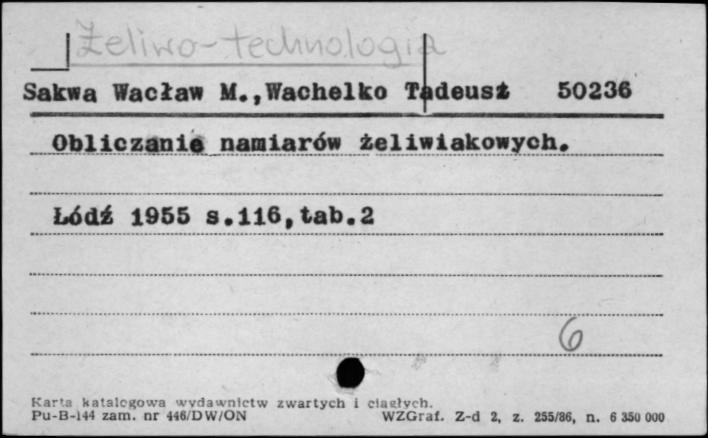 Żeliwo-technologia
Sakwa Wacław M.,Wachelko Tadeusz 50236
Obliczanie namiarów żeliwiakowych.
Łódź 1955 s.116,tab.2
6
Karta katalogowa wydawnictw zwartych i ciągłych.
Pu-B-144 zam. nr 446/DW/ON WZGraf. Z-d 2, z. 255/86, n. 6 350 000